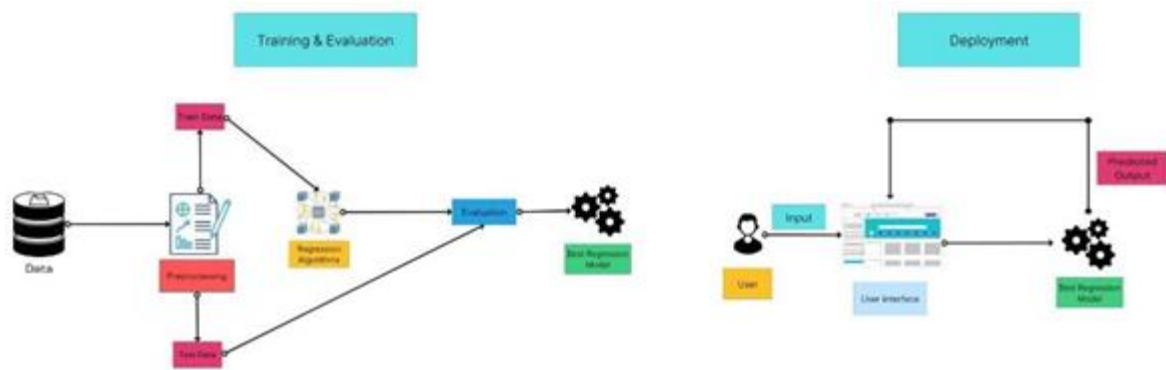 Training & Evaluation
Deployment
Train Data
Data
Preprocessing
Regression
Algorithms
Evaluation
Best Regression
Model
Test Data
Predicted
Output
Input
User
User Interface
Best Regression
Model